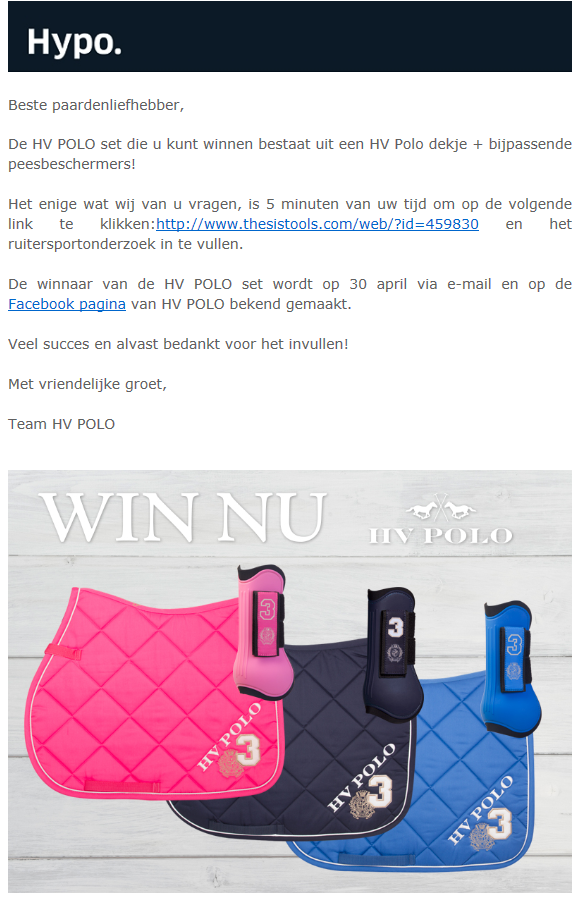 Hypo.
Beste paardenliefhebber,
De HV POLO set die u kunt winnen bestaat uit een HV Polo dekje + bijpassende
peesbeschermers!
Het enige wat wij van u vragen, is 5 minuten van uw tijd om op de volgende
link te klikken:http://www.thesistools.com/web/?id=459830 en het
ruitersportonderzoek in te vullen.
De winnaar van de HV POLO set wordt op 30 april via e-mail en op de
Facebook pagina van HV POLO bekend gemaakt.
Veel succes en alvast bedankt voor het invullen!
Met vriendelijke groet,
Team HV POLO
WIN NU
HV POLO
3
3
3
HV POLO
3
HV POLO
3
HV POLO
3